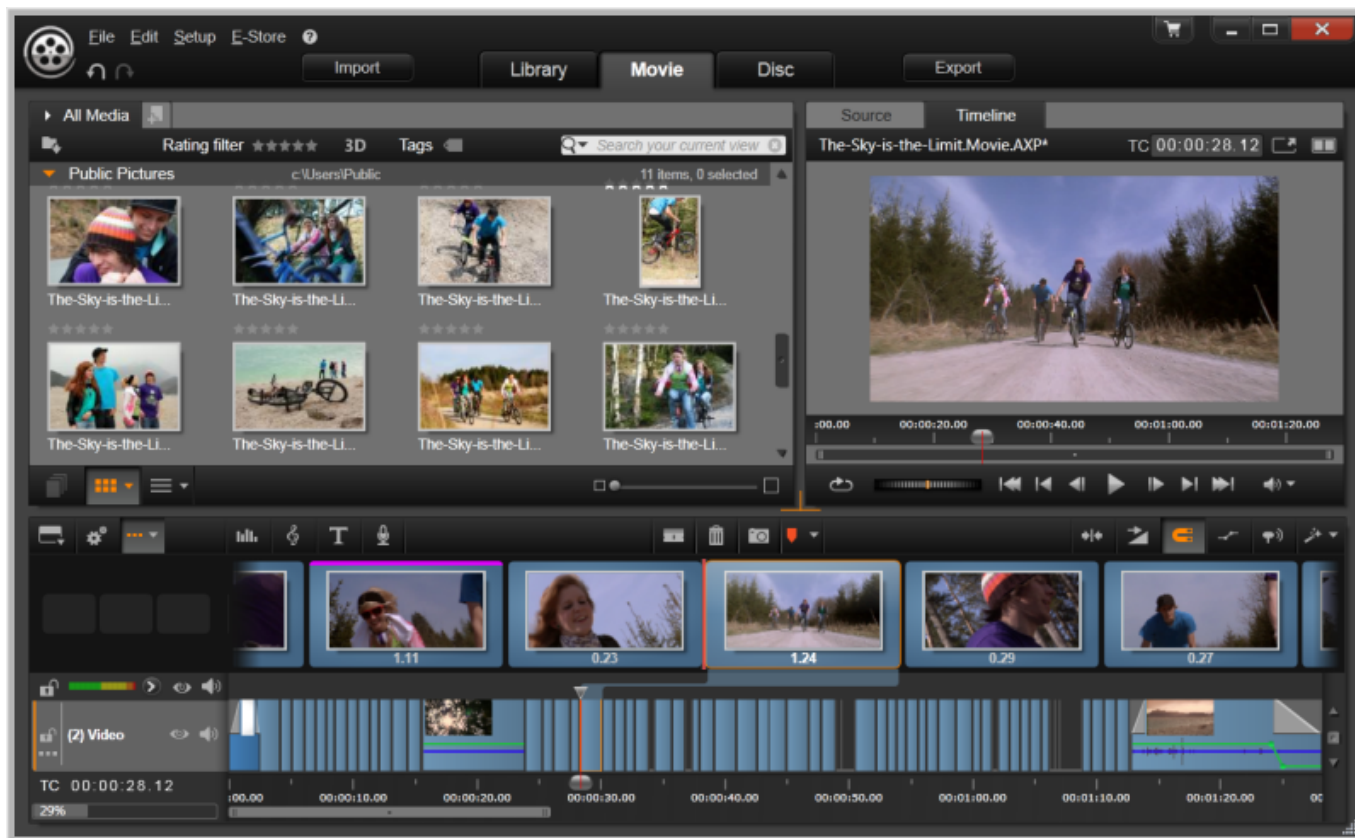 File Edit Setup E-Store ?
Import Library Movie Disc Export
All Media
Source Timeline
Rating filter 3D Tags Search your current view
The-Sky-is-the-Limit.Movie.AXP* TC 00:00:28.12
Public Pictures c:\Users\Public 11 items, 0 selected
The-Sky-is-the-Li... The-Sky-is-the-Li... The-Sky-is-the-Li... The-Sky-is-the-Li...
The-Sky-is-the-Li... The-Sky-is-the-Li... The-Sky-is-the-Li... The-Sky-is-the-Li...
:00.00 00:00:20.00 00:00:40.00 00:01:00.00 00:01:20.00
T
1.11 0.23 1.24 0.29 0.27
(2) Video
TC 00:00:28.12
:00.00 00:00:10.00 00:00:20.00 00:00:30.00 00:00:40.00 00:00:50.00 00:01:00.00 00:01:10.00 00:01:20.00 00
29%